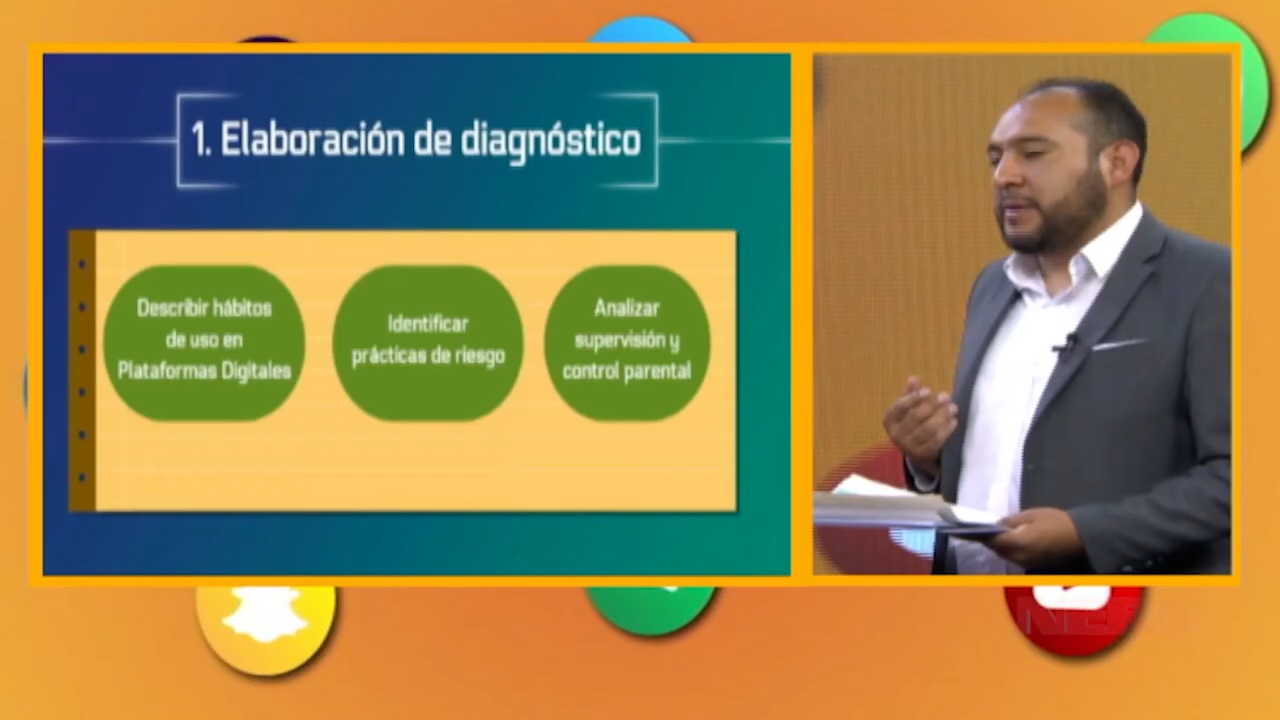 1. Elaboración de diagnóstico
Describir hábitos
de uso en
Plataformas Digitales
Identificar
prácticas de riesgo
Analizar
supervisión y
control parental